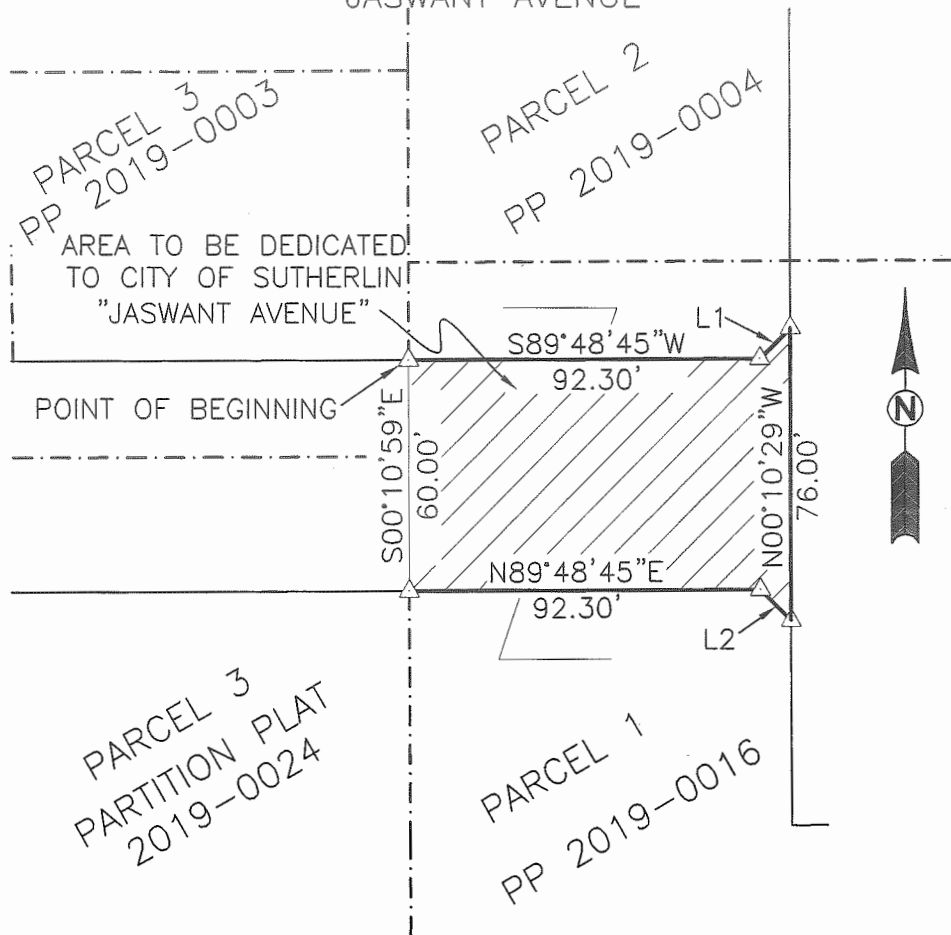 JASWANT AVENUE
PARCEL 3
PP 2019-0003
PARCEL 2
PP 2019-0004
AREA TO BE DEDICATED
TO CITY OF SUTHERLIN
"JASWANT AVENUE"
L1
S89°48'45"W
92.30'
POINT OF BEGINNING
S00°10'59"E
60.00'
N00°10'29"W
76.00'
N
N89°48'45"E
92.30'
L2
PARCEL 3
PARTITION PLAT
2019-0024
PARCEL 1
PP 2019-0016